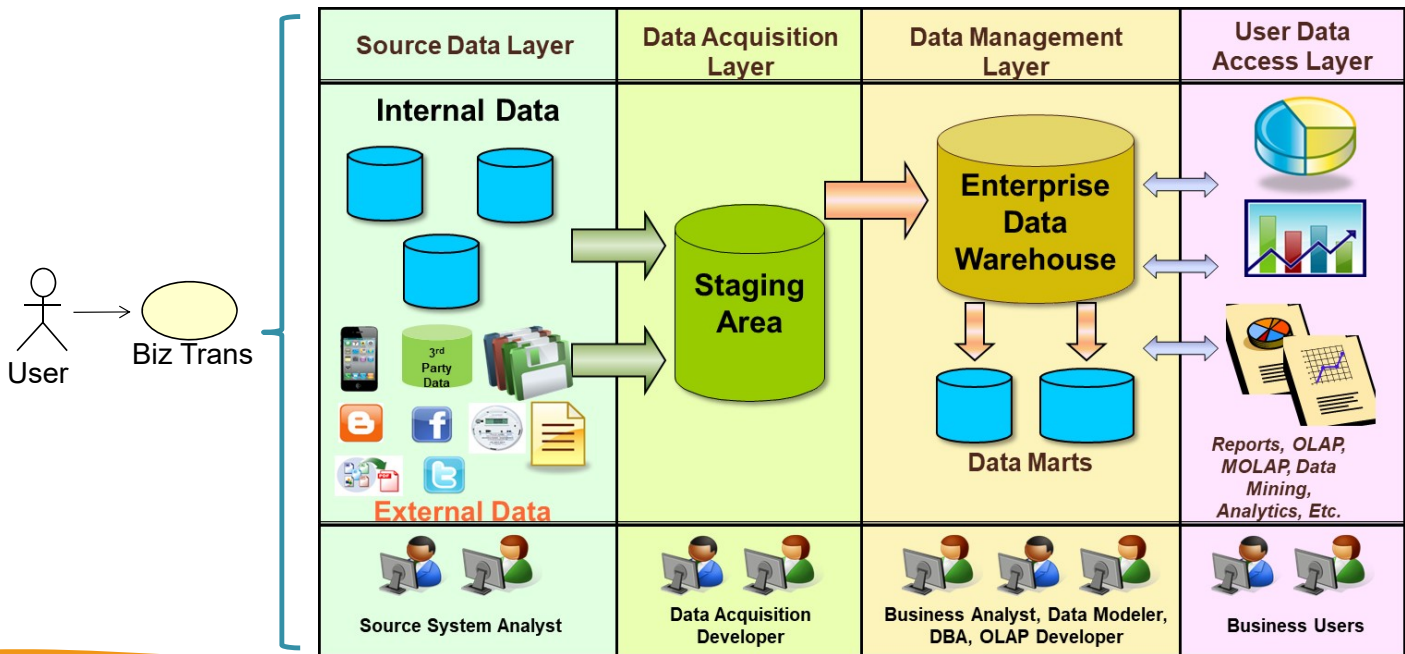 Source Data Layer
Data Acquisition
Layer
Data Management
Layer
User Data
Access Layer
User
Biz Trans
Internal Data
3rd
Party
Data
External Data
Staging
Area
Enterprise
Data
Warehouse
Data Marts
Reports, OLAP,
MOLAP, Data
Mining,
Analytics, Etc.
Source System Analyst
Data Acquisition
Developer
Business Analyst, Data Modeler,
DBA, OLAP Developer
Business Users